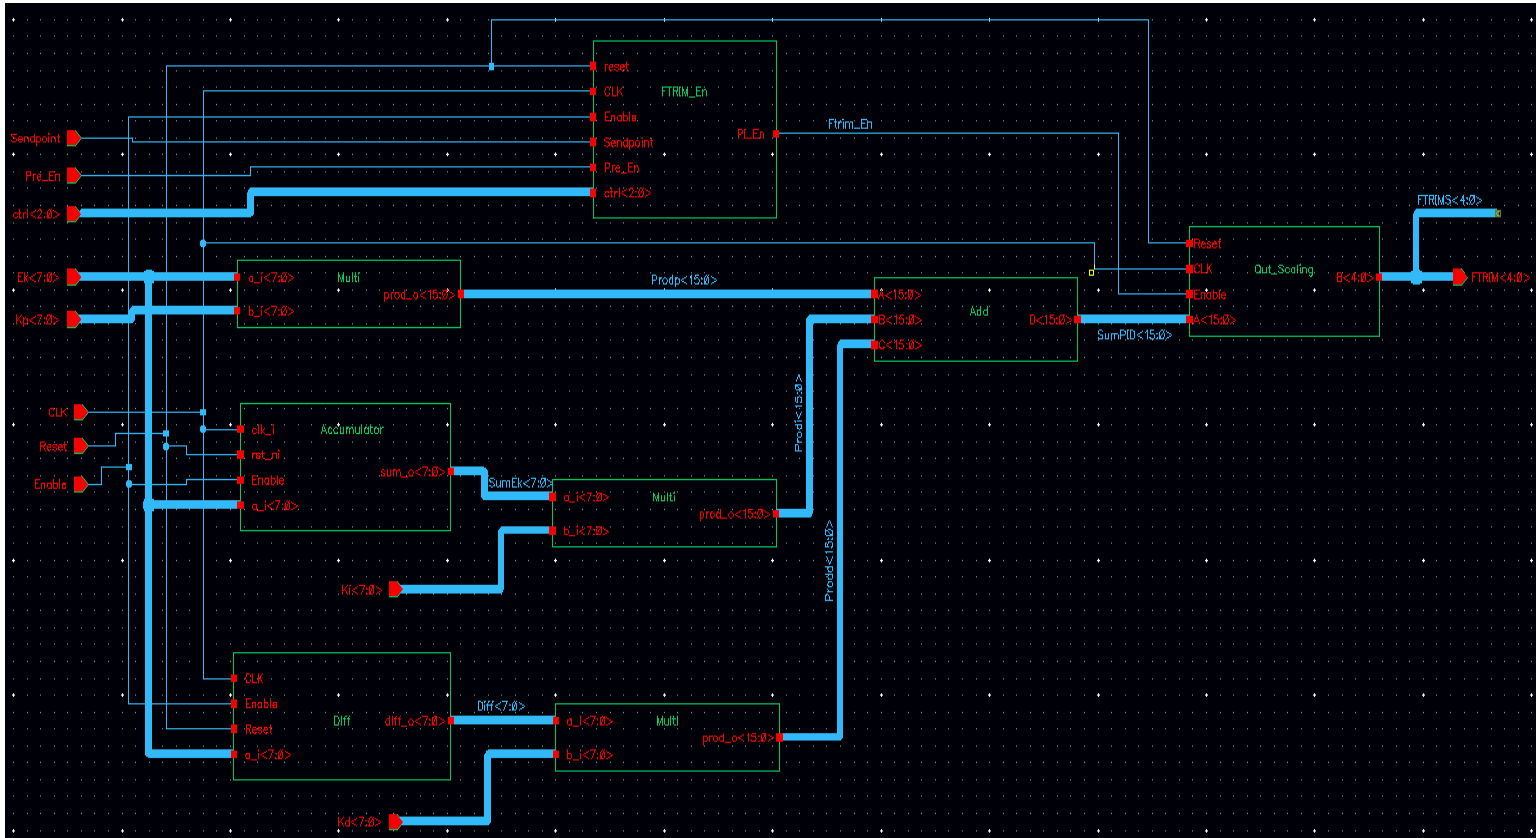 reset
CLK
FTRIM_En
Enable
Sendpoint
Ftrim_En
PI_En
Sendpoint
Pre_En
Pre_En
ctrl<2:0>
ctrl<2:0>
FTRIMS<4:0>
Reset
CLK
Out_Scaling
Enable
A<15:0>
B<4:0>
FTRIM<4:0>
Ek<7:0>
a_i<7:0>
Multi
prod_o<15:0>
Prodp<15:0>
Kp<7:0>
b_i<7:0>
A<15:0>
B<15:0>
C<15:0>
Add
D<15:0>
SumPID<15:0>
CLK
Reset
Enable
clk_i
Accumulator
rst_ni
Enable
a_i<7:0>
sum_o<7:0>
SumEk<7:0>
a_i<7:0>
Multi
prod_o<15:0>
b_i<7:0>
Prodi<15:0>
Prodd<15:0>
Ki<7:0>
CLK
Enable
Reset
a_i<7:0>
Diff
diff_o<7:0>
Diff<7:0>
a_i<7:0>
Multi
prod_o<15:0>
b_i<7:0>
Kd<7:0>